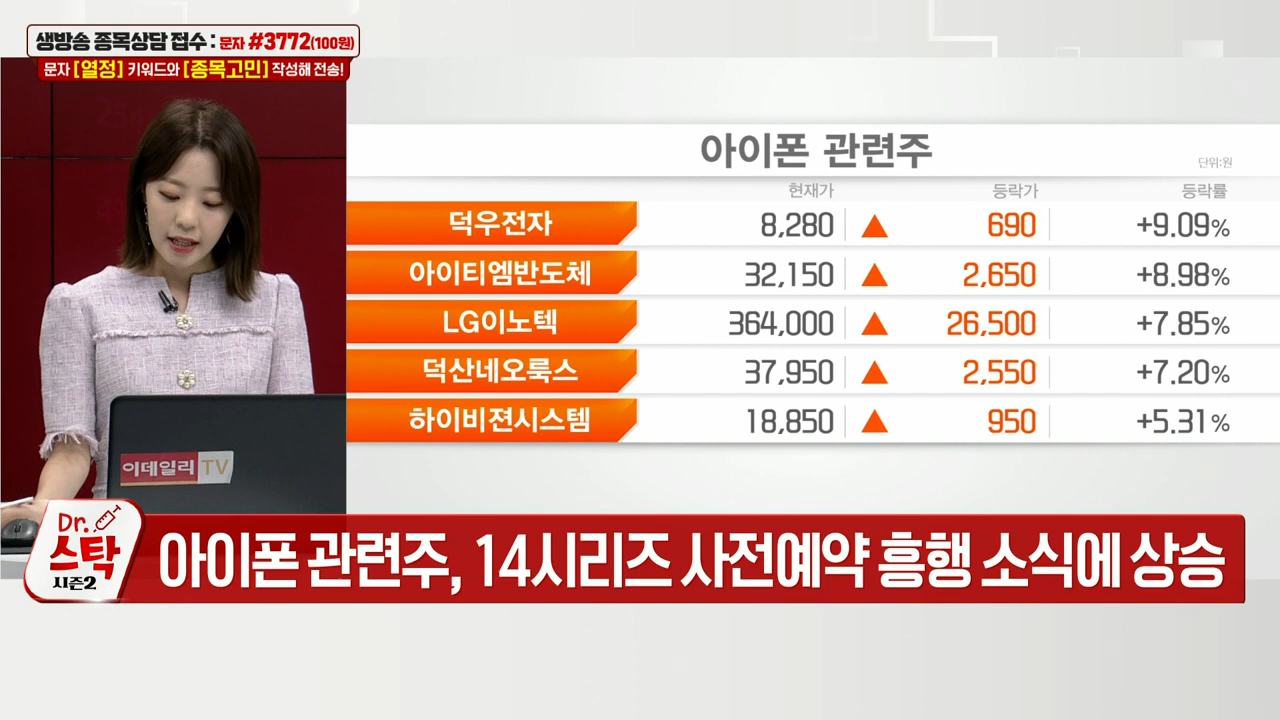 생방송 종목상담 접수 : 문자 #3772(100원)
문자 [열정] 키워드와 [종목고민] 작성해 전송!
아이폰 관련주
단위:원
현재가 등락가 등락률
덕우전자 8,280 ▲ 690 +9.09%
아이티엠반도체 32,150 ▲ 2,650 +8.98%
LG이노텍 364,000 ▲ 26,500 +7.85%
덕산네오룩스 37,950 ▲ 2,550 +7.20%
하이비젼시스템 18,850 ▲ 950 +5.31%
이데일리TV
Dr.
스탁
시즌2
아이폰 관련주, 14시리즈 사전예약 흥행 소식에 상승